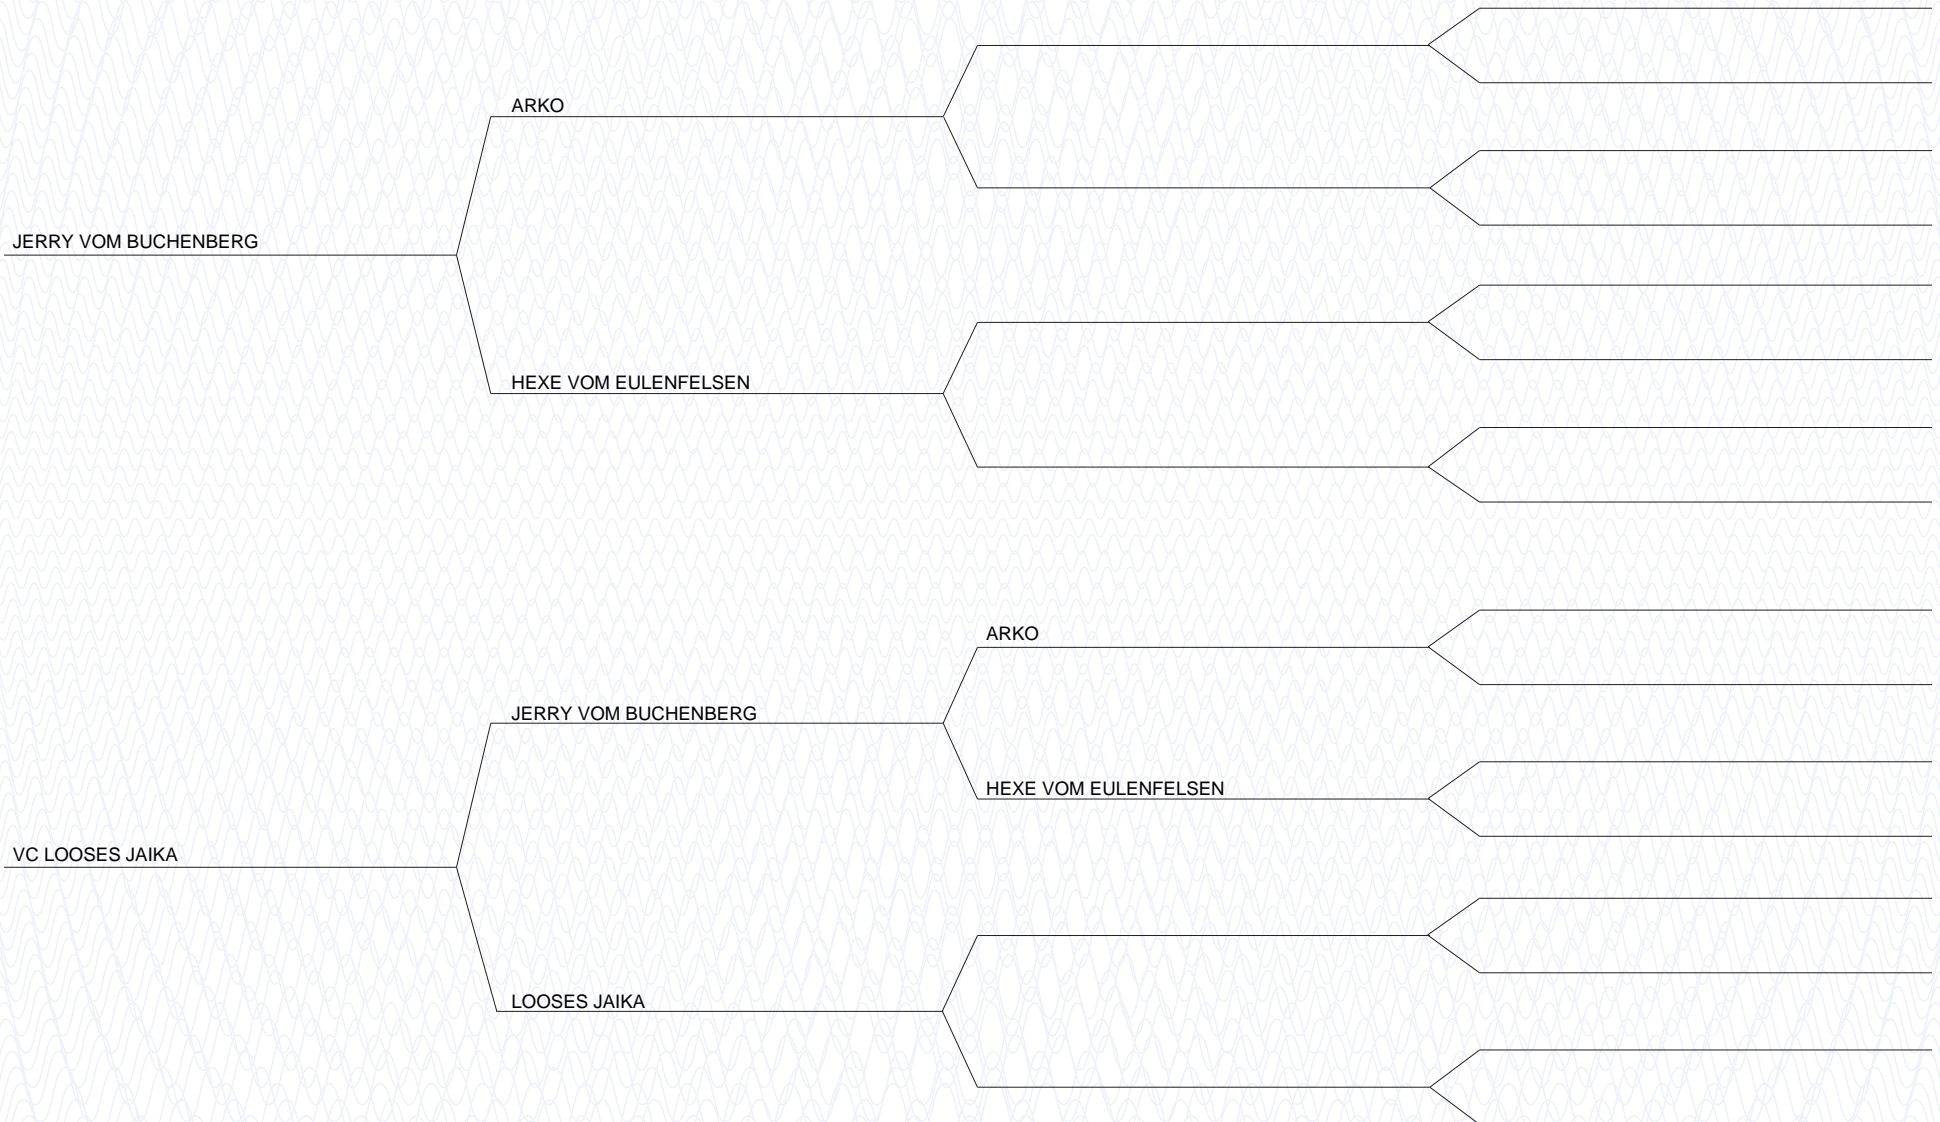 ARKO
JERRY VOM BUCHENBERG
HEXE VOM EULENFELSEN
ARKO
JERRY VOM BUCHENBERG
HEXE VOM EULENFELSEN
VC LOOSES JAIKA
LOOSES JAIKA